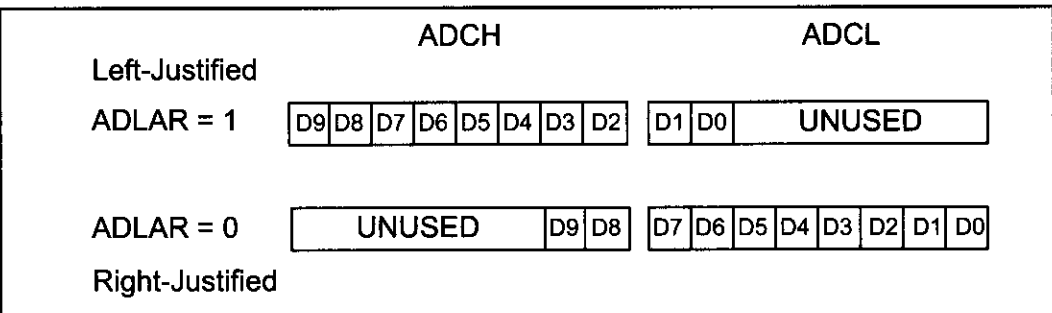 ADCH ADCL
Left-Justified
ADLAR = 1 D9 D8 D7 D6 D5 D4 D3 D2 D1 D0 UNUSED
ADLAR = 0 UNUSED D9 D8 D7 D6 D5 D4 D3 D2 D1 D0
Right-Justified